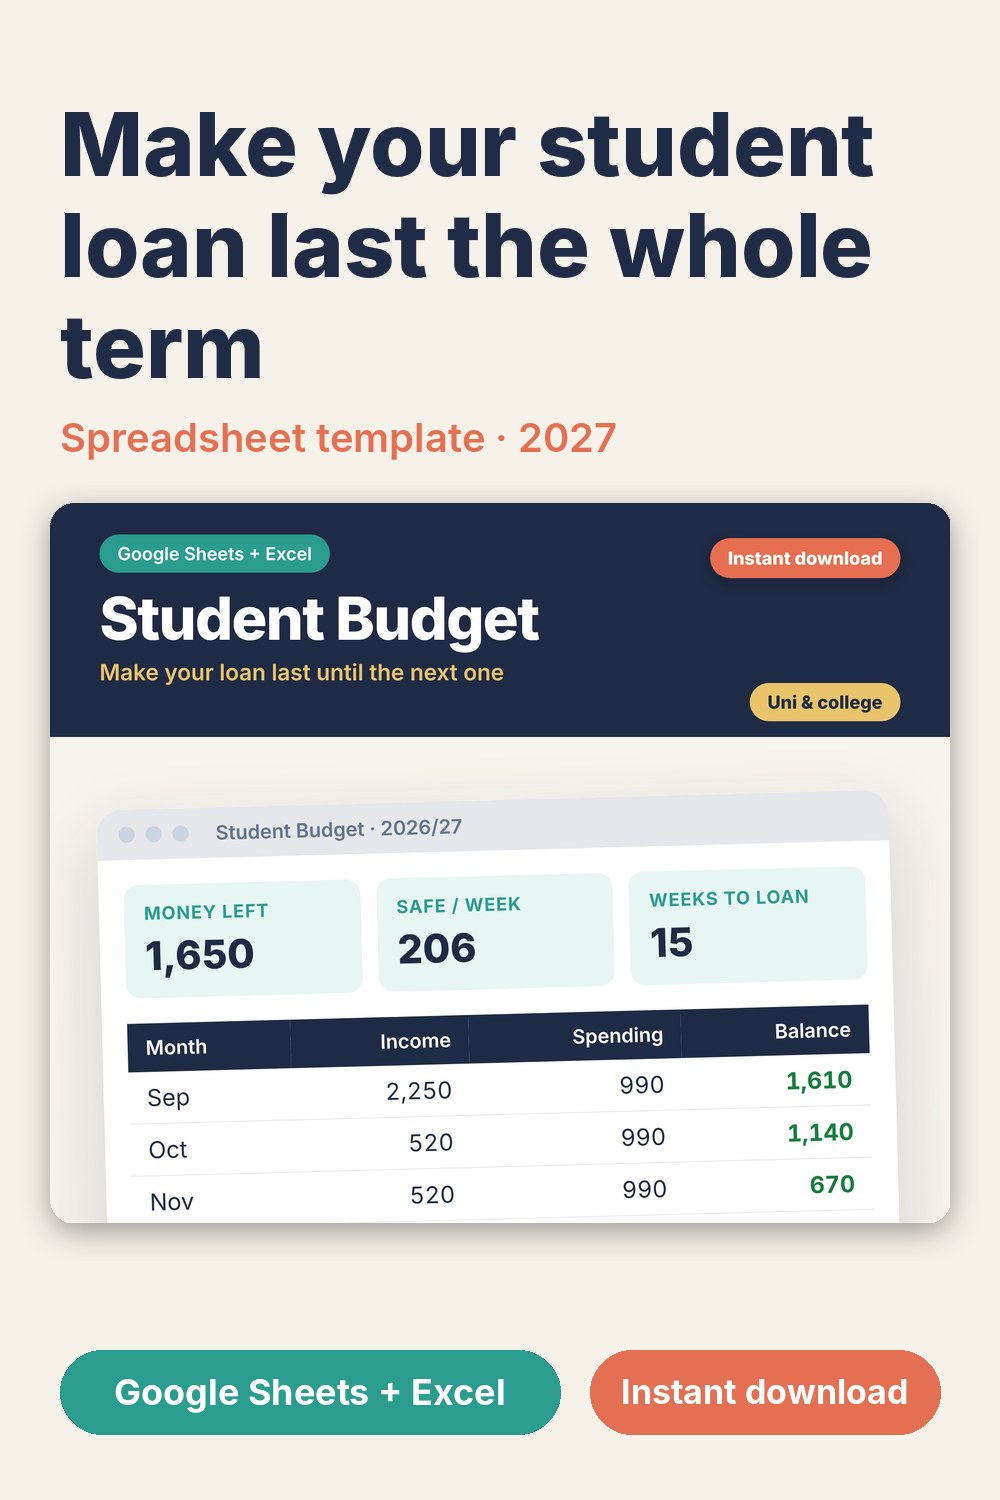 Make your student
loan last the whole
term
Spreadsheet template · 2027
Google Sheets + Excel
Instant download
Student Budget
Make your loan last until the next one
Uni & college
Student Budget · 2026/27
MONEY LEFT
1,650
SAFE / WEEK
206
WEEKS TO LOAN
15
Month Income Spending Balance
Sep 2,250 990 1,610
Oct 520 990 1,140
Nov 520 990 670
Google Sheets + Excel
Instant download